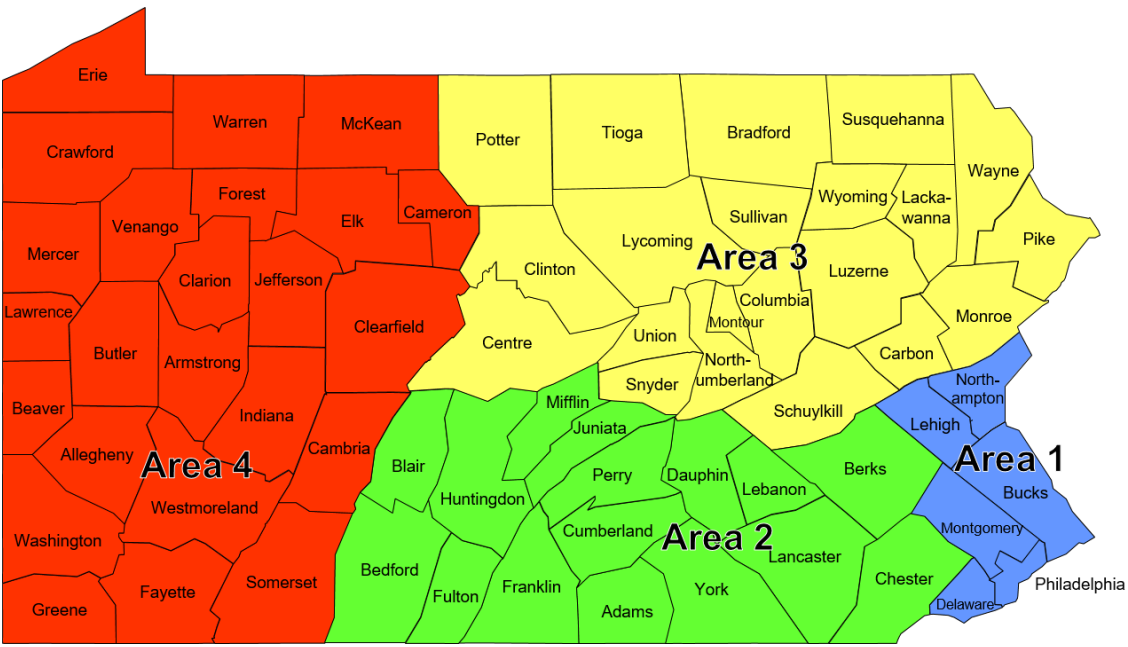 Erie
Warren
McKean
Crawford
Potter
Tioga
Bradford
Susquehanna
Wayne
Venango
Forest
Elk
Cameron
Mercer
Clarion
Jefferson
Lycoming
Sullivan
Wyoming
Lacka-
wanna
Pike
Area 3
Clinton
Luzerne
Columbia
Lawrence
Butler
Armstrong
Clearfield
Centre
Union
Montour
North-
umberland
Snyder
Carbon
Monroe
Schuylkill
North-
ampton
Lehigh
Area 1
Bucks
Montgomery
Philadelphia
Delaware
Beaver
Allegheny
Area 4
Indiana
Cambria
Westmoreland
Washington
Greene
Fayette
Somerset
Mifflin
Juniata
Blair
Huntingdon
Perry
Dauphin
Lebanon
Berks
Cumberland
Area 2
Lancaster
Bedford
Fulton
Franklin
Adams
York
Chester